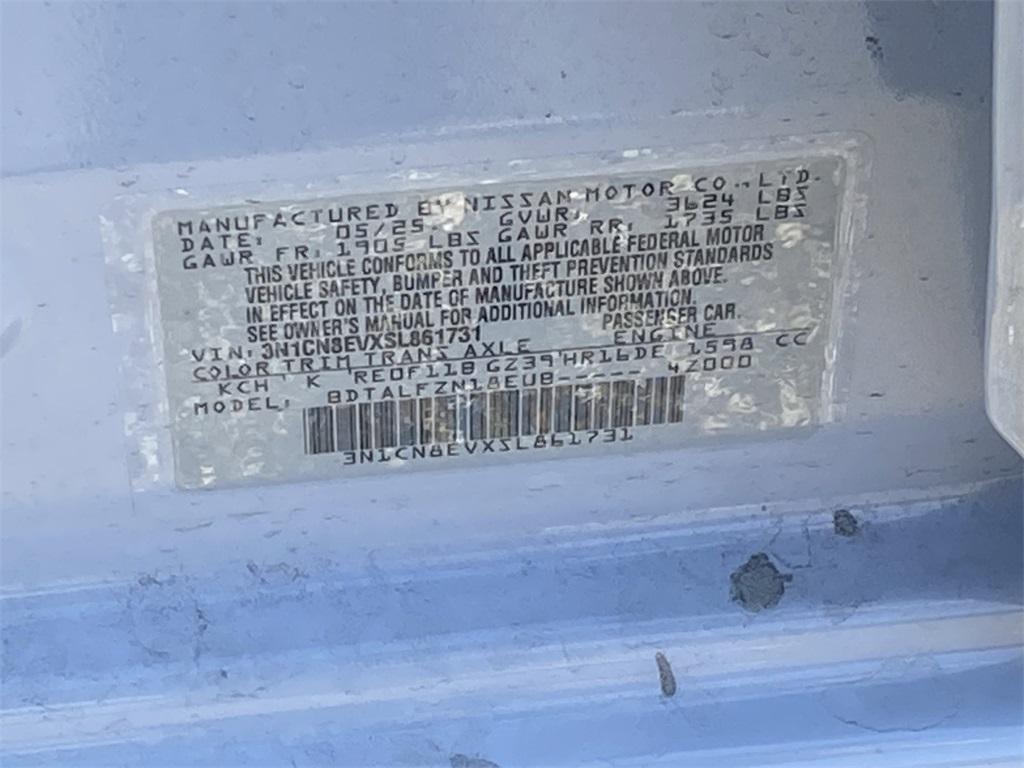 MANUFACTURED BY NISSAN MOTOR CO., LTD.
DATE: 05/25 GVWR: 3624 LBS
GAWR FR: 1905 LBS GAWR RR: 1735 LBS
THIS VEHICLE CONFORMS TO ALL APPLICABLE FEDERAL MOTOR
VEHICLE SAFETY, BUMPER AND THEFT PREVENTION STANDARDS
IN EFFECT ON THE DATE OF MANUFACTURE SHOWN ABOVE.
SEE OWNER'S MANUAL FOR ADDITIONAL INFORMATION.
VIN: 3N1CN8EVXSL861731 PASSENGER CAR.
COLOR TRIM TRANS AXLE ENGINE
KCH K RE0F11B GZ39 HR16DE 1598 CC
MODEL: BDTALFZN18EU8----- 4Z000
3N1CN8EVXSL861731